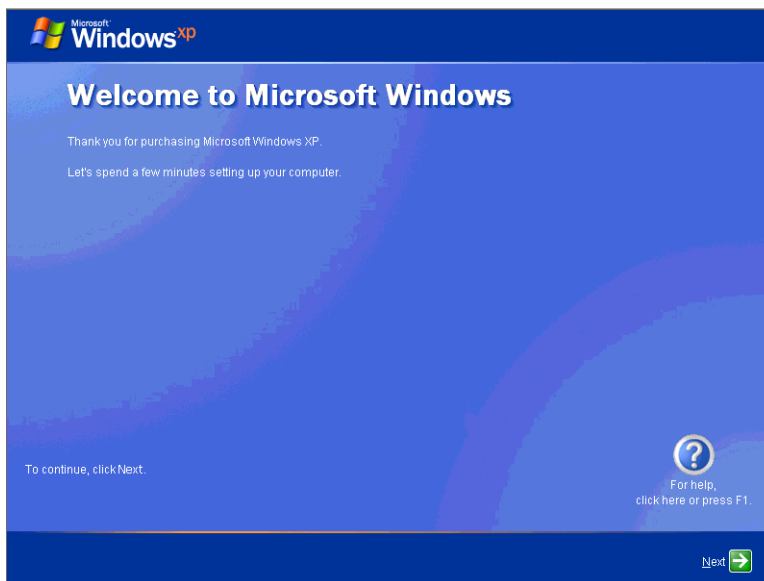 Microsoft
Windows xp
Welcome to Microsoft Windows
Thank you for purchasing Microsoft Windows XP.
Let's spend a few minutes setting up your computer.
To continue, click Next.
For help,
click here or press F1.
Next